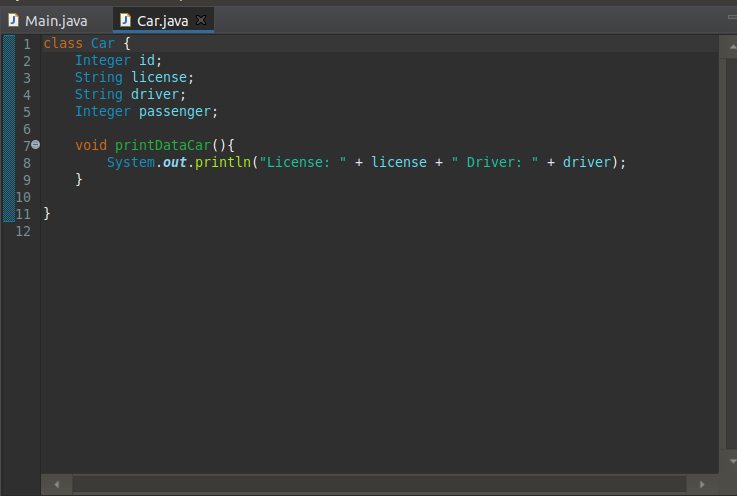 Main.java
Car.java
1 class Car {
2     Integer id;
3     String license;
4     String driver;
5     Integer passenger;
6
7     void printDataCar(){
8         System.out.println("License: " + license + " Driver: " + driver);
9     }
10
11 }
12